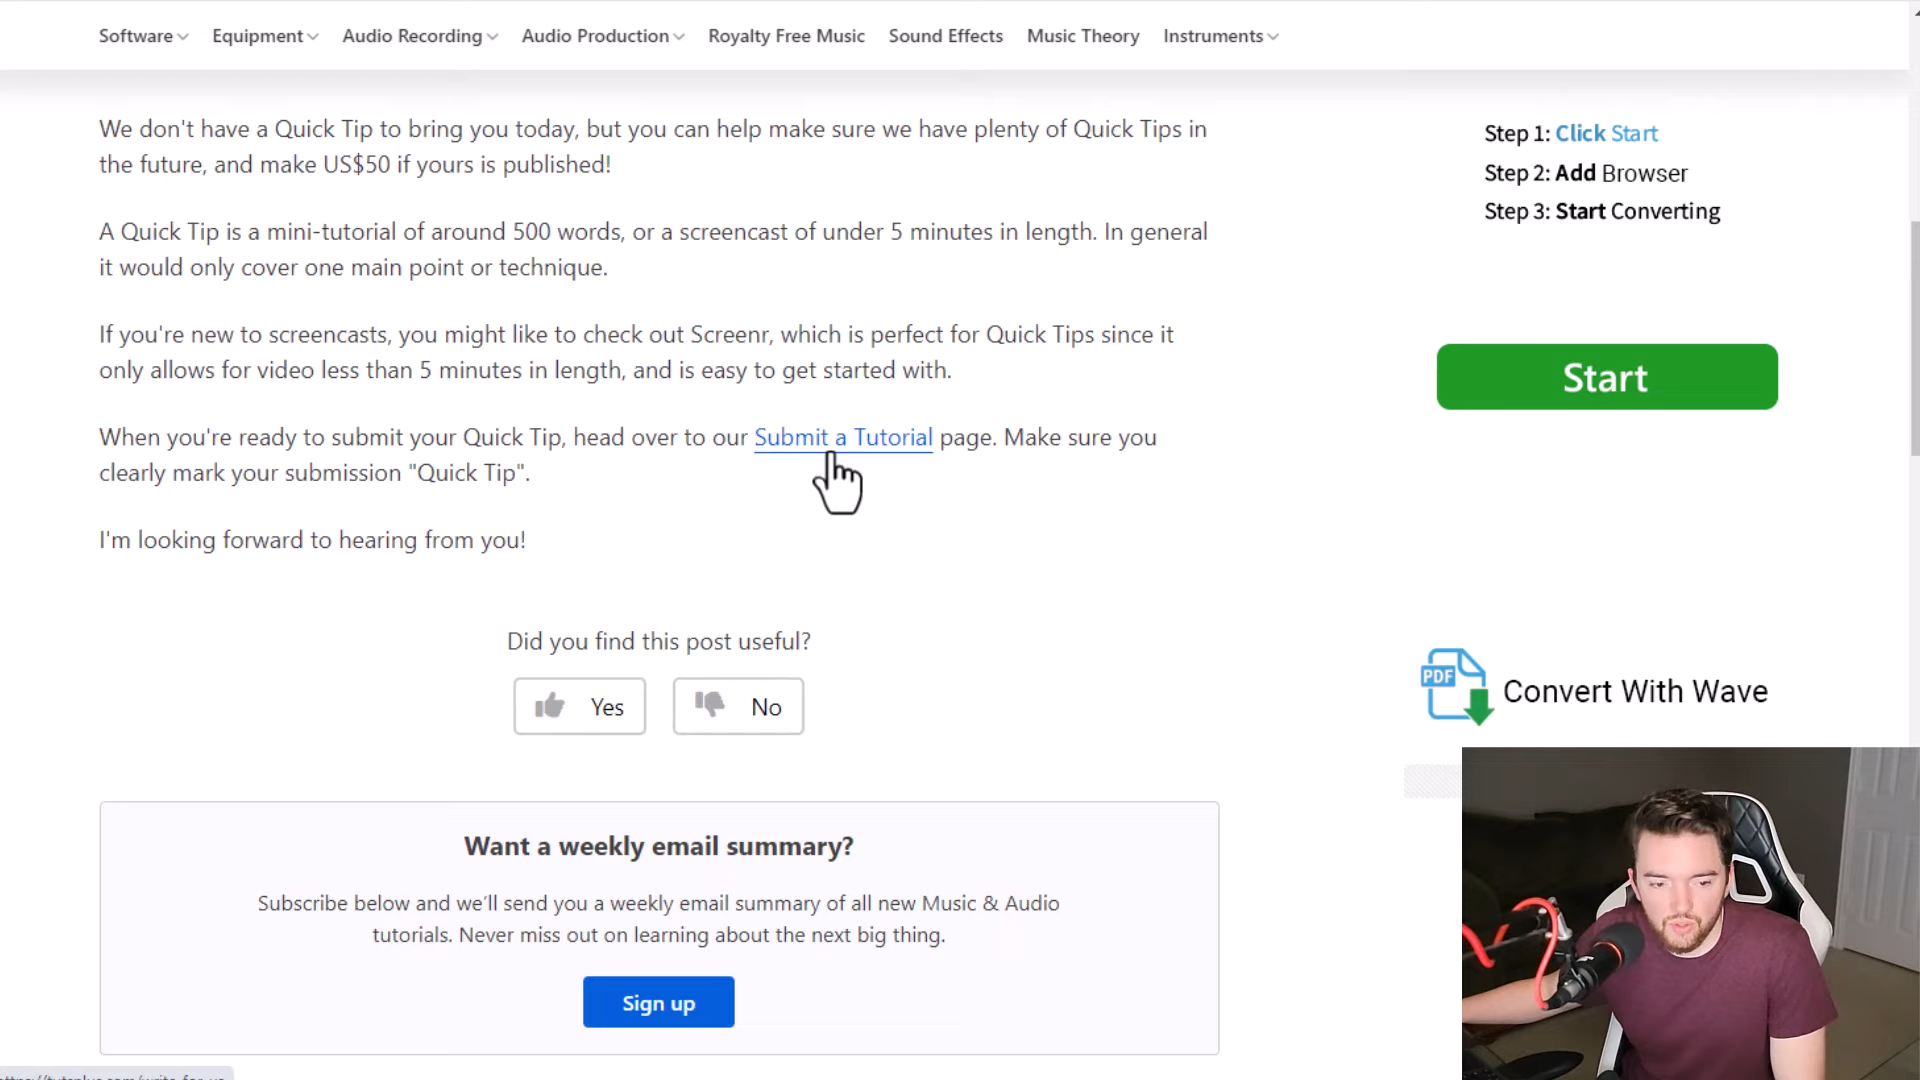 Software Equipment Audio Recording Audio Production Royalty Free Music Sound Effects Music Theory Instruments
We don't have a Quick Tip to bring you today, but you can help make sure we have plenty of Quick Tips in
the future, and make US$50 if yours is published!
A Quick Tip is a mini-tutorial of around 500 words, or a screencast of under 5 minutes in length. In general
it would only cover one main point or technique.
If you're new to screencasts, you might like to check out Screenr, which is perfect for Quick Tips since it
only allows for video less than 5 minutes in length, and is easy to get started with.
When you're ready to submit your Quick Tip, head over to our Submit a Tutorial page. Make sure you
clearly mark your submission "Quick Tip".
I'm looking forward to hearing from you!
Did you find this post useful?
Yes No
Want a weekly email summary?
Subscribe below and we'll send you a weekly email summary of all new Music & Audio
tutorials. Never miss out on learning about the next big thing.
Sign up
Step 1: Click Start
Step 2: Add Browser
Step 3: Start Converting
Start
PDF
Convert With Wave